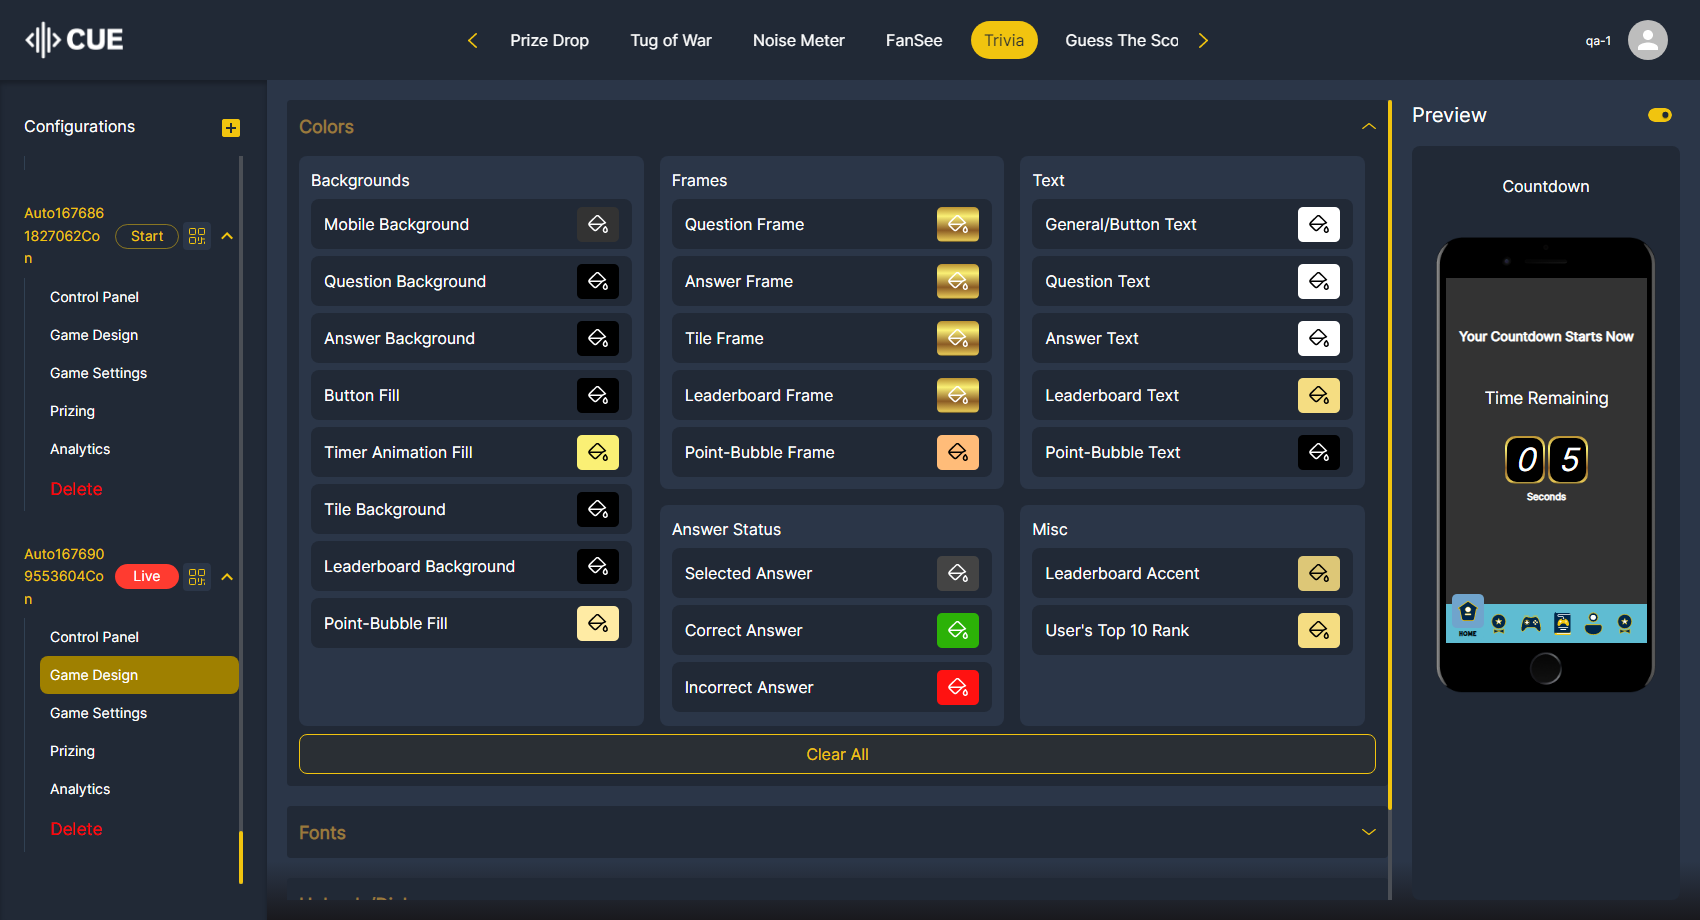 CUE
Prize Drop
Tug of War
Noise Meter
FanSee
Trivia
Guess The Sco
qa-1
Configurations
Auto167686
1827062Co
n
Start
Control Panel
Game Design
Game Settings
Prizing
Analytics
Delete
Auto167690
9553604Co
n
Live
Control Panel
Game Design
Game Settings
Prizing
Analytics
Delete
Colors
Backgrounds
Mobile Background
Question Background
Answer Background
Button Fill
Timer Animation Fill
Tile Background
Leaderboard Background
Point-Bubble Fill
Frames
Question Frame
Answer Frame
Tile Frame
Leaderboard Frame
Point-Bubble Frame
Text
General/Button Text
Question Text
Answer Text
Leaderboard Text
Point-Bubble Text
Answer Status
Selected Answer
Correct Answer
Incorrect Answer
Misc
Leaderboard Accent
User's Top 10 Rank
Clear All
Fonts
Preview
Countdown
Your Countdown Starts Now
Time Remaining
0 5
Seconds
HOME